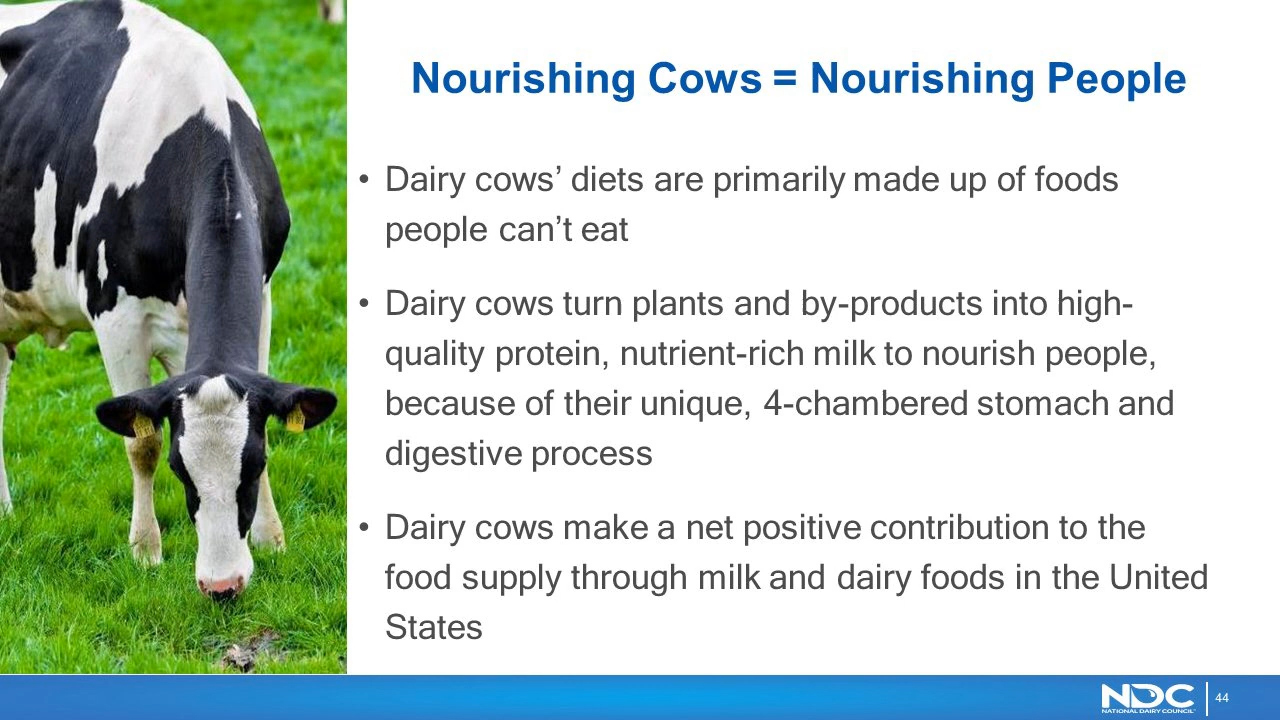 Nourishing Cows = Nourishing People
• Dairy cows’ diets are primarily made up of foods
people can’t eat
• Dairy cows turn plants and by-products into high-
quality protein, nutrient-rich milk to nourish people,
because of their unique, 4-chambered stomach and
digestive process
• Dairy cows make a net positive contribution to the
food supply through milk and dairy foods in the United
States
NDC
NATIONAL DAIRY COUNCIL
44